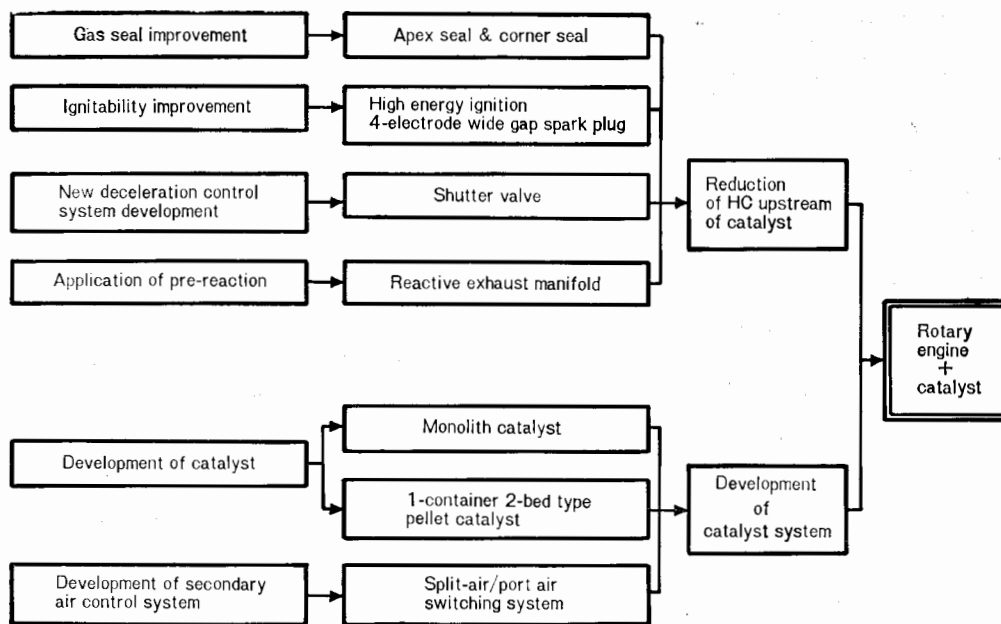 Gas seal improvement
Apex seal & corner seal
Ignitability improvement
High energy ignition
4-electrode wide gap spark plug
New deceleration control
system development
Shutter valve
Reduction
of HC upstream
of catalyst
Application of pre-reaction
Reactive exhaust manifold
Rotary
engine
+
catalyst
Development of catalyst
Monolith catalyst
1-container 2-bed type
pellet catalyst
Development
of
catalyst system
Development of secondary
air control system
Split-air/port air
switching system